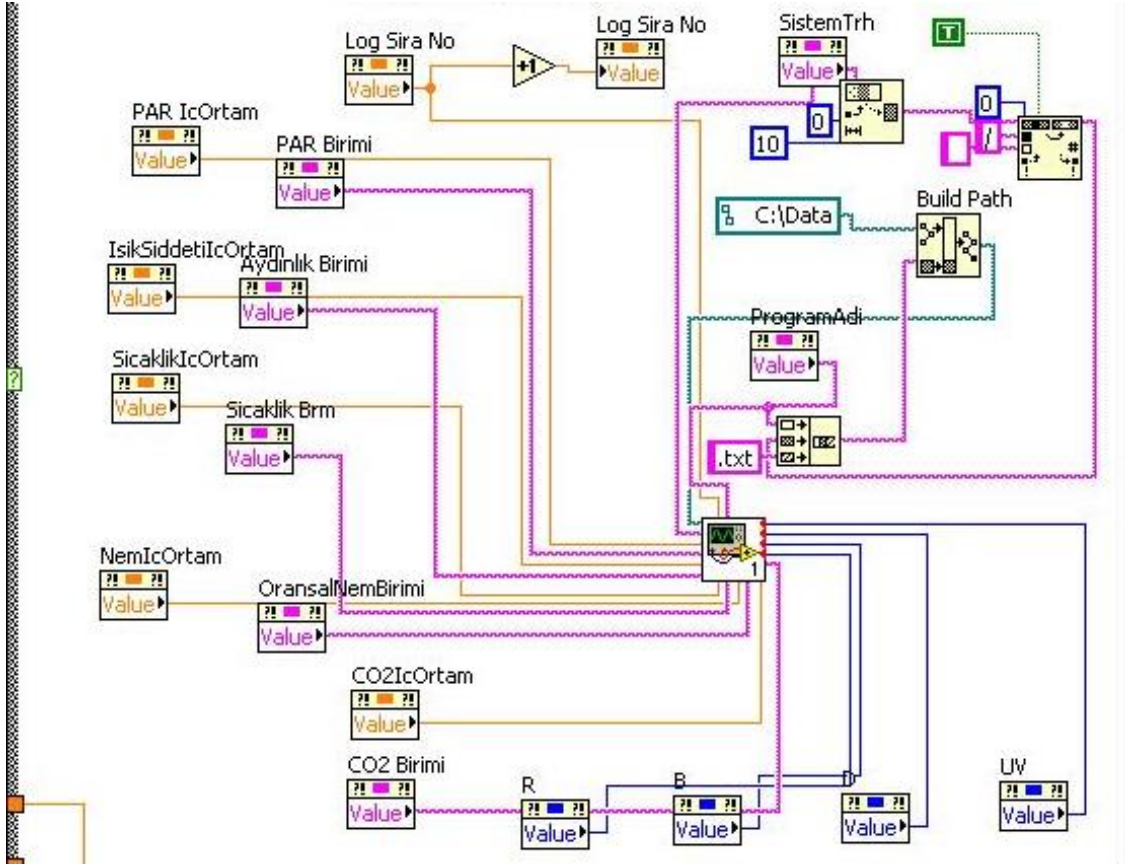 Log Sira No
Value
+1
Log Sira No
Value
SistemTrh
Value
T
0
10
0
/
PAR IcOrtam
Value
PAR Birimi
Value
C:\Data
Build Path
IsikSiddetiIcOrtam
Value
Aydınlık Birimi
Value
ProgramAdi
Value
SicaklikIcOrtam
Value
Sicaklik Brm
Value
.txt
?
NemIcOrtam
Value
OransalNemBirimi
Value
1
CO2IcOrtam
Value
CO2 Birimi
Value
R
Value
B
Value
Value
UV
Value